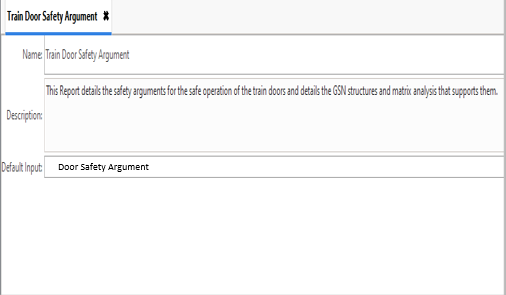 Train Door Safety Argument ✖
Name: Train Door Safety Argument
This Report details the safety arguments for the safe operation of the train doors and details the GSN structures and matrix analysis that supports them.
Description:
Default Input: Door Safety Argument